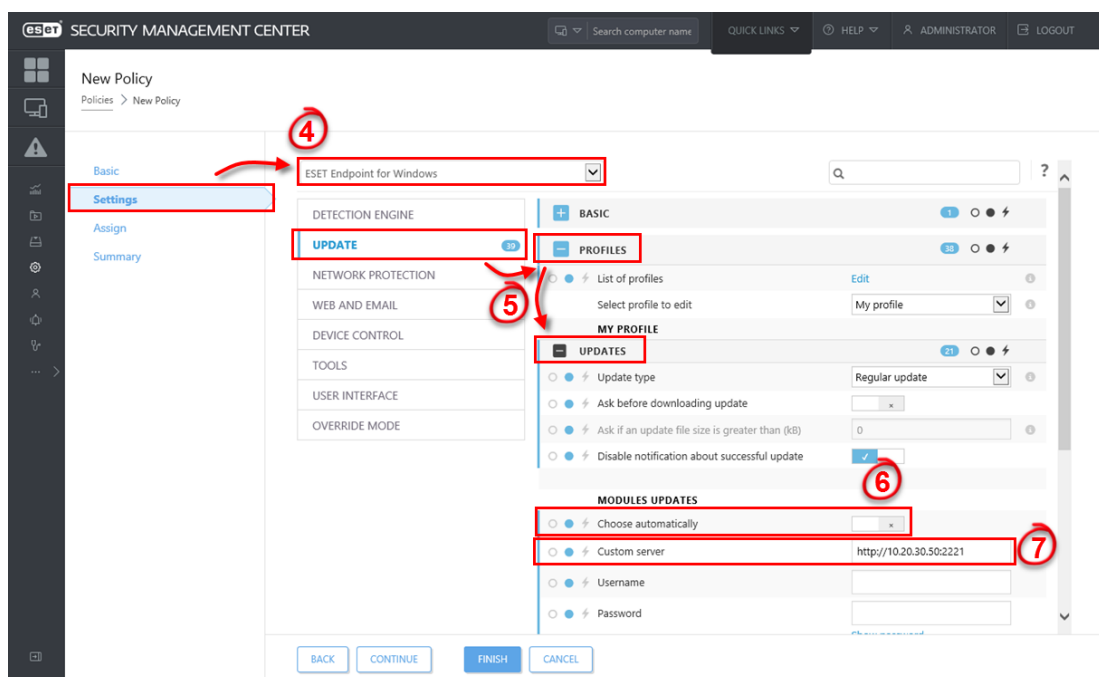 eseT SECURITY MANAGEMENT CENTER
Search computer name
QUICK LINKS
HELP
ADMINISTRATOR
LOGOUT
New Policy
Policies > New Policy
4
Basic
Settings
Assign
Summary
ESET Endpoint for Windows
?
DETECTION ENGINE
UPDATE 39
NETWORK PROTECTION
WEB AND EMAIL
DEVICE CONTROL
TOOLS
USER INTERFACE
OVERRIDE MODE
5
BASIC 1
PROFILES 38
List of profiles Edit
Select profile to edit My profile
MY PROFILE
UPDATES 21
Update type Regular update
Ask before downloading update
Ask if an update file size is greater than (kB) 0
Disable notification about successful update
6
MODULES UPDATES
Choose automatically
Custom server http://10.20.30.50:2221
7
Username
Password
BACK CONTINUE FINISH CANCEL